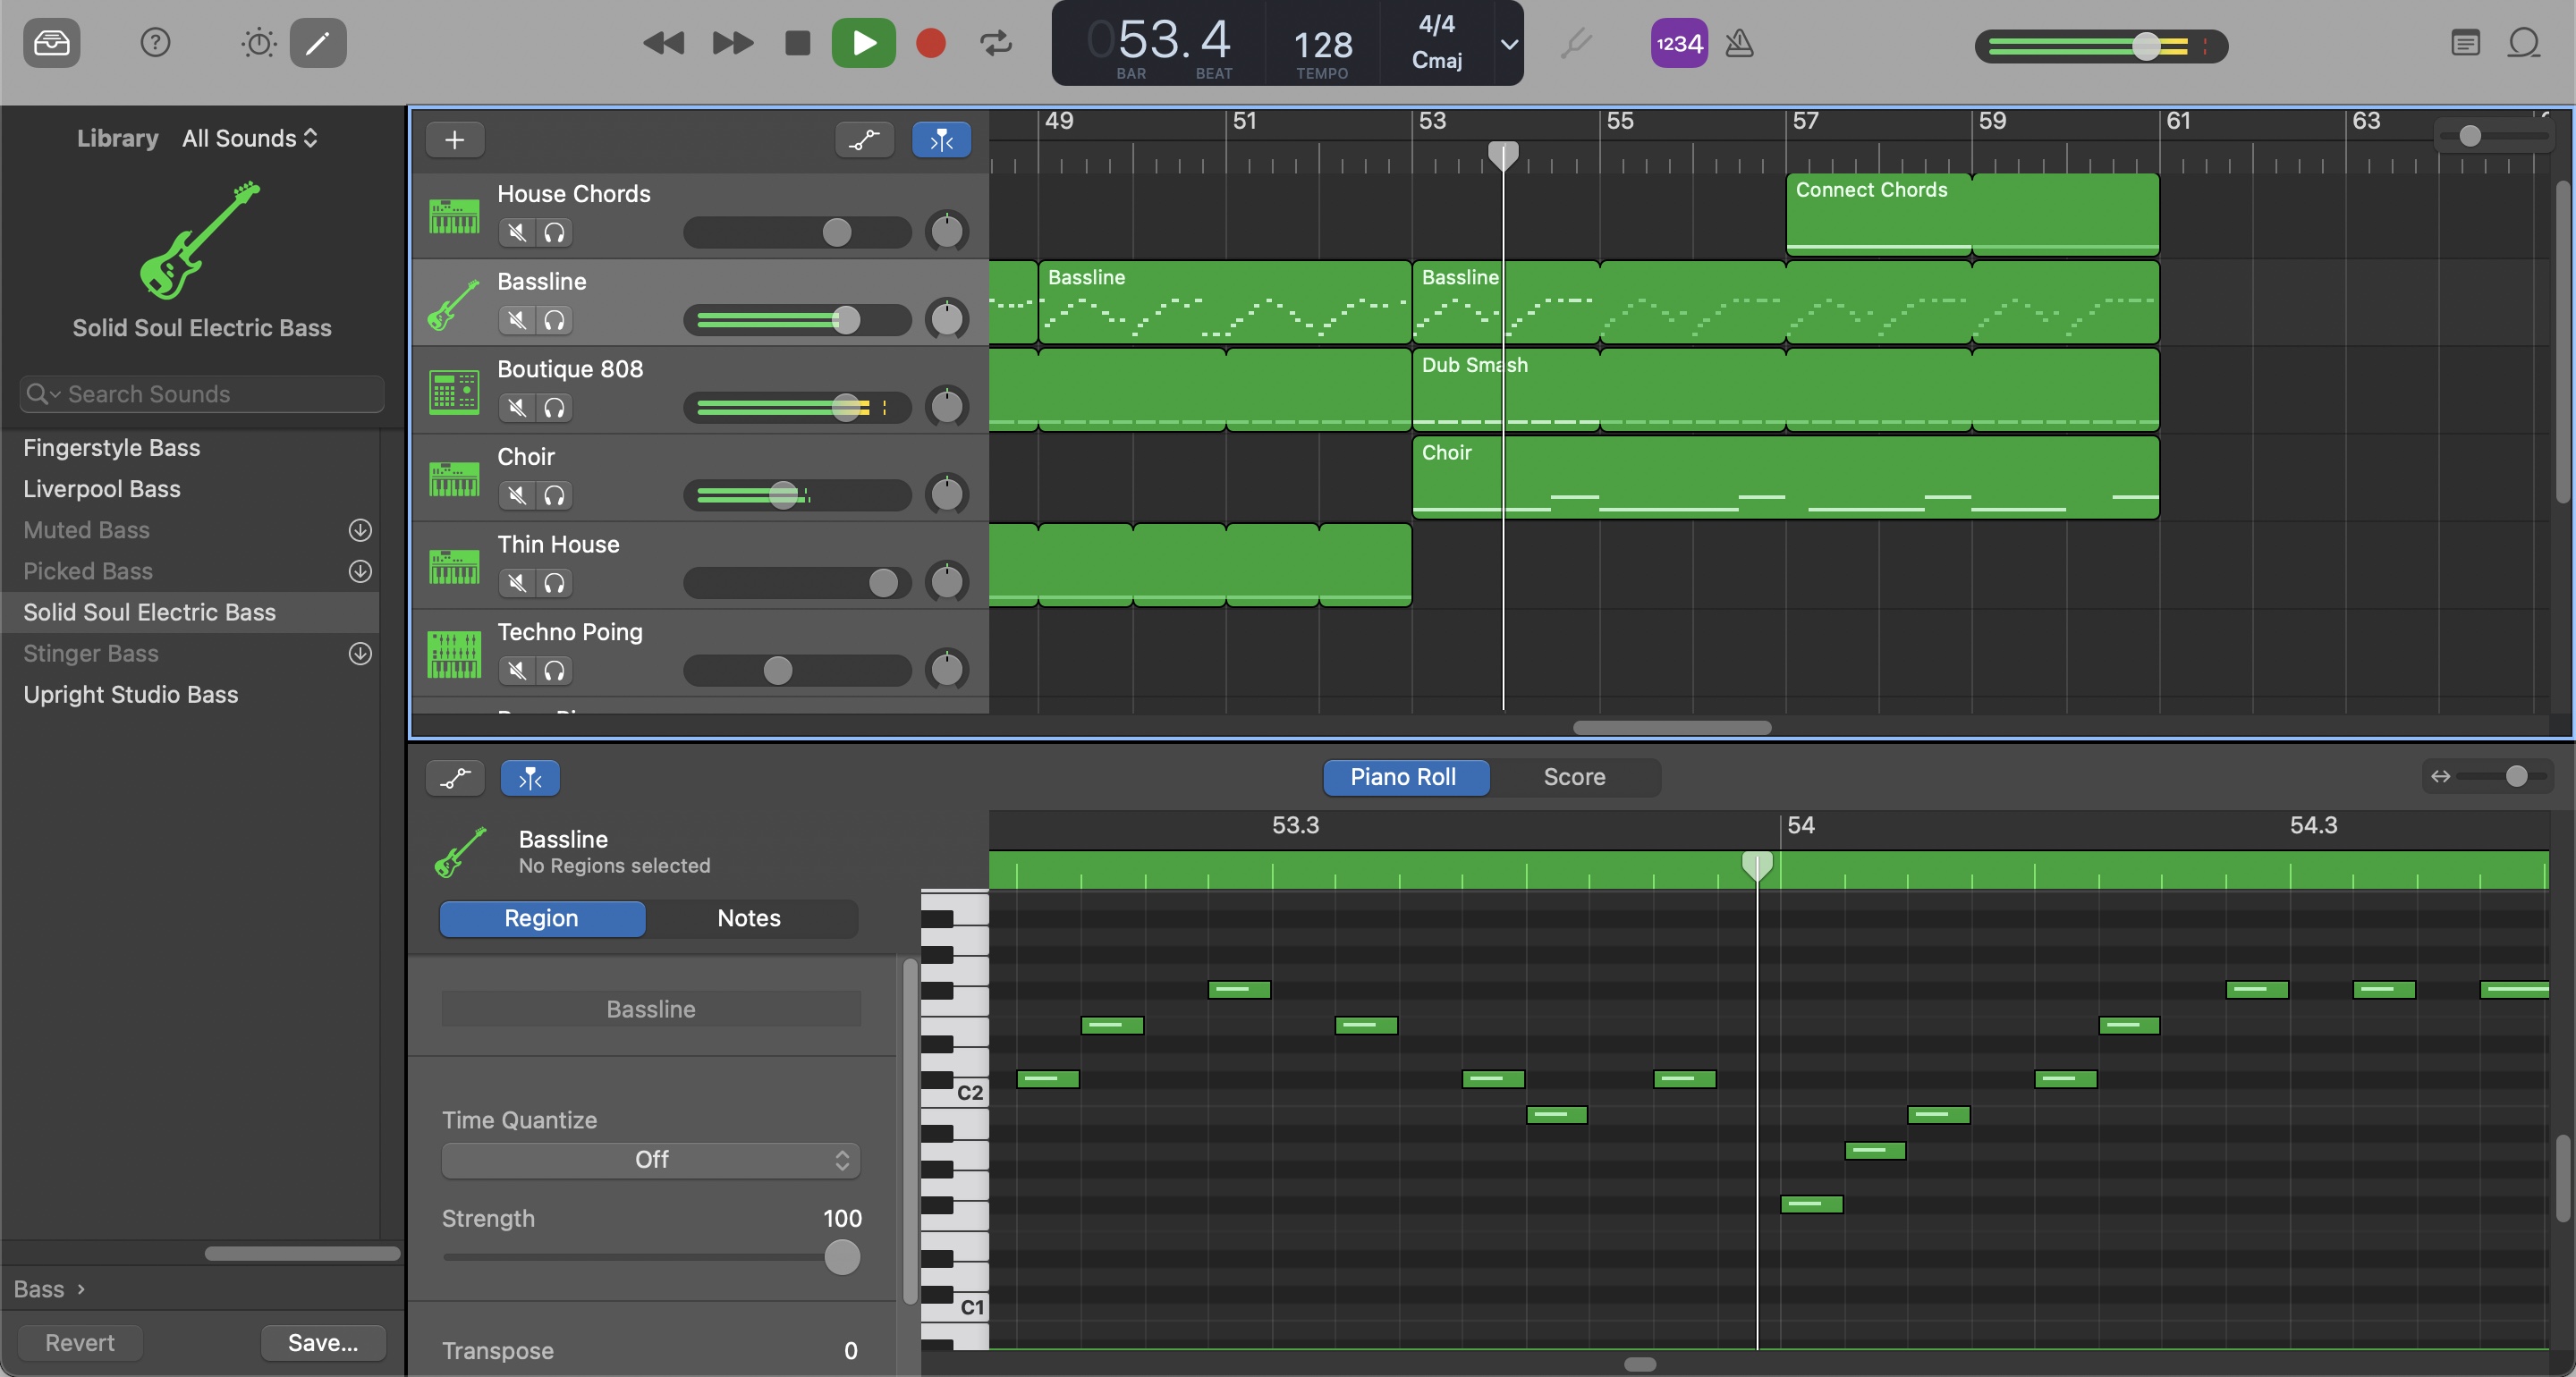 053.4
BAR BEAT
128
TEMPO
4/4
Cmaj
1234
Library All Sounds
Solid Soul Electric Bass
Search Sounds
Fingerstyle Bass
Liverpool Bass
Muted Bass
Picked Bass
Solid Soul Electric Bass
Stinger Bass
Upright Studio Bass
Bass ›
Revert
Save...
49 51 53 55 57 59 61 63
House Chords
Connect Chords
Bassline
Bassline
Bassline
Boutique 808
Dub Smash
Choir
Choir
Thin House
Techno Poing
Piano Roll
Score
Bassline
No Regions selected
53.3 54 54.3
Region
Notes
Bassline
Time Quantize
Off
Strength 100
Transpose 0
C2
C1